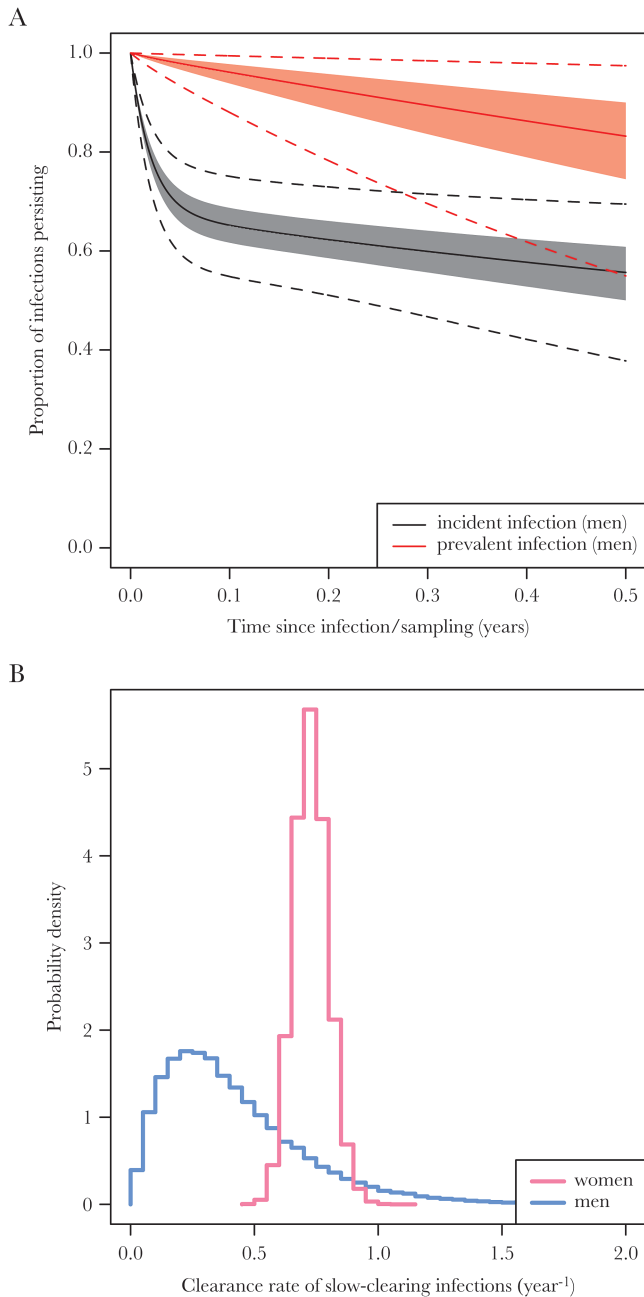 A
Proportion of infections persisting
1.0
0.8
0.6
0.4
0.2
0.0
incident infection (men)
prevalent infection (men)
0.0 0.1 0.2 0.3 0.4 0.5
Time since infection/sampling (years)
B
Probability density
5
4
3
2
1
0
women
men
0.0 0.5 1.0 1.5 2.0
Clearance rate of slow-clearing infections (year⁻¹)